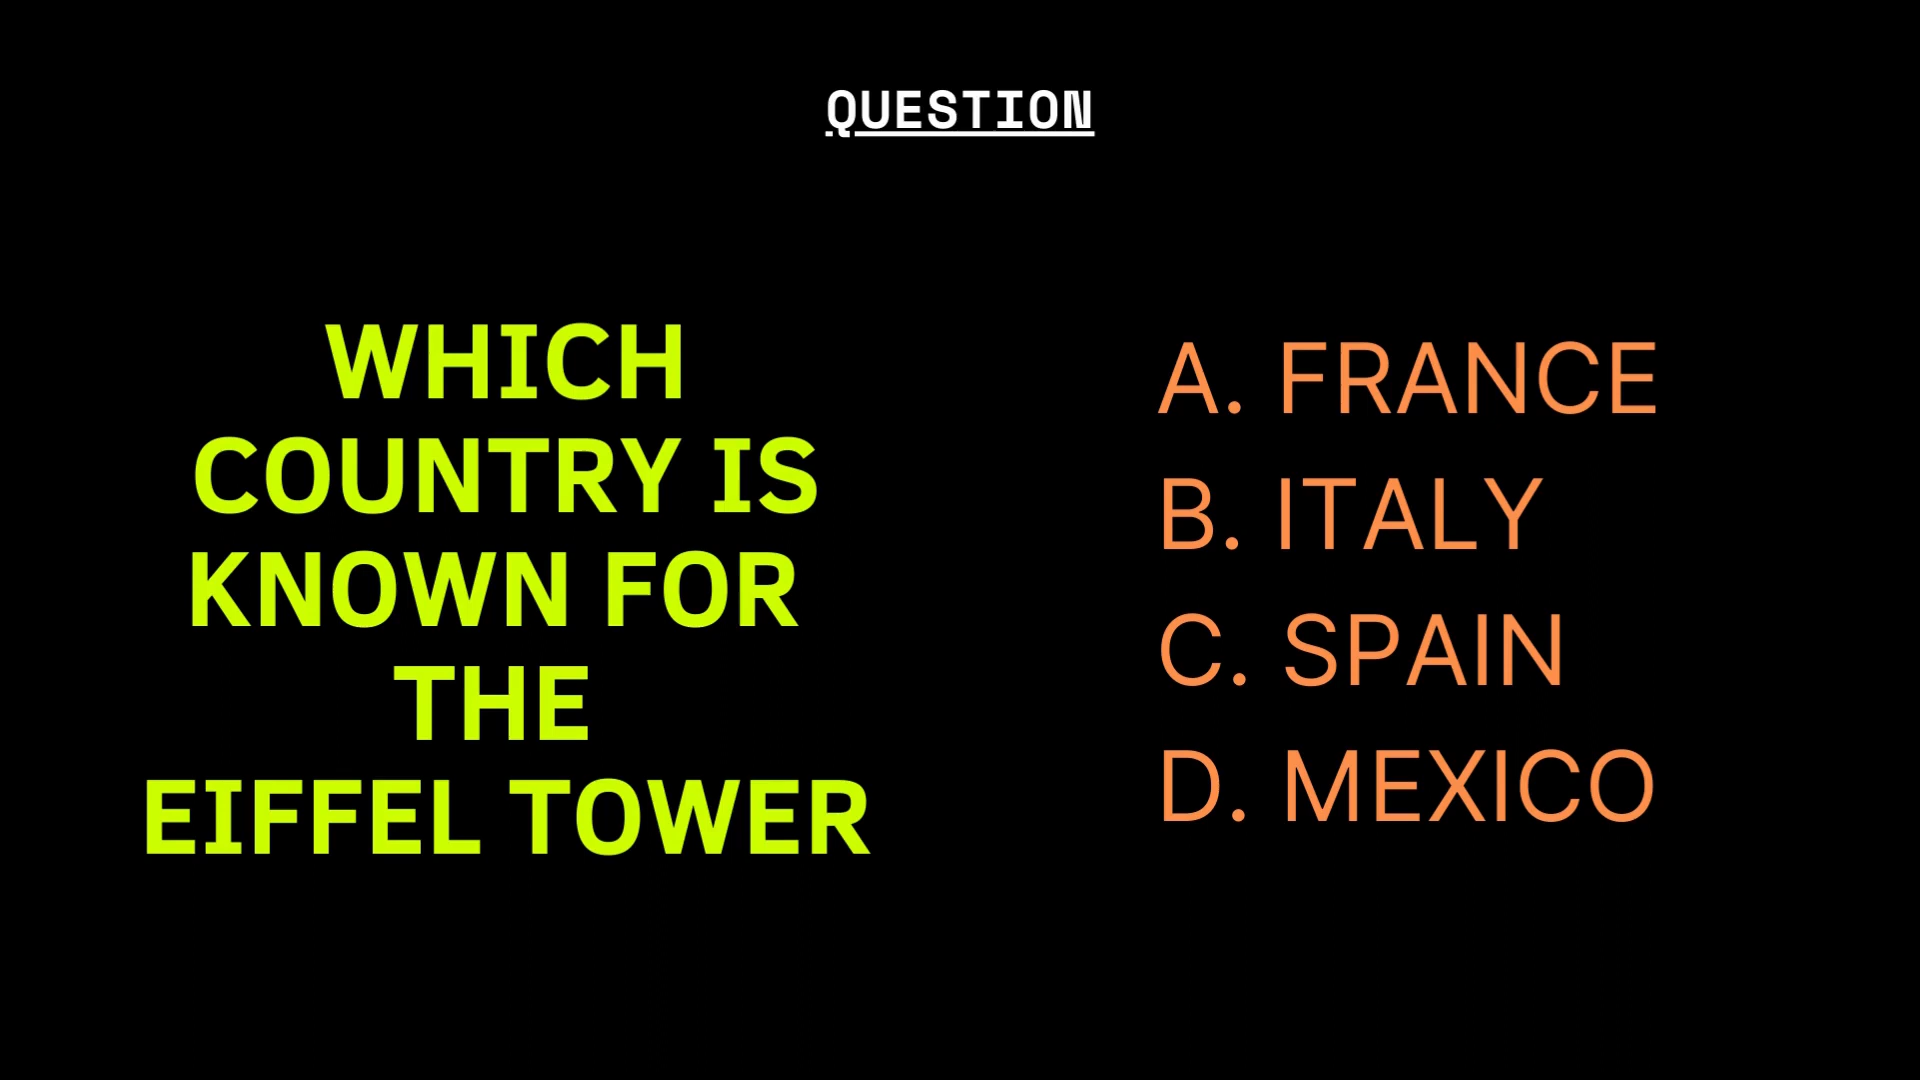 QUESTION
WHICH
COUNTRY IS
KNOWN FOR
THE
EIFFEL TOWER
A. FRANCE
B. ITALY
C. SPAIN
D. MEXICO